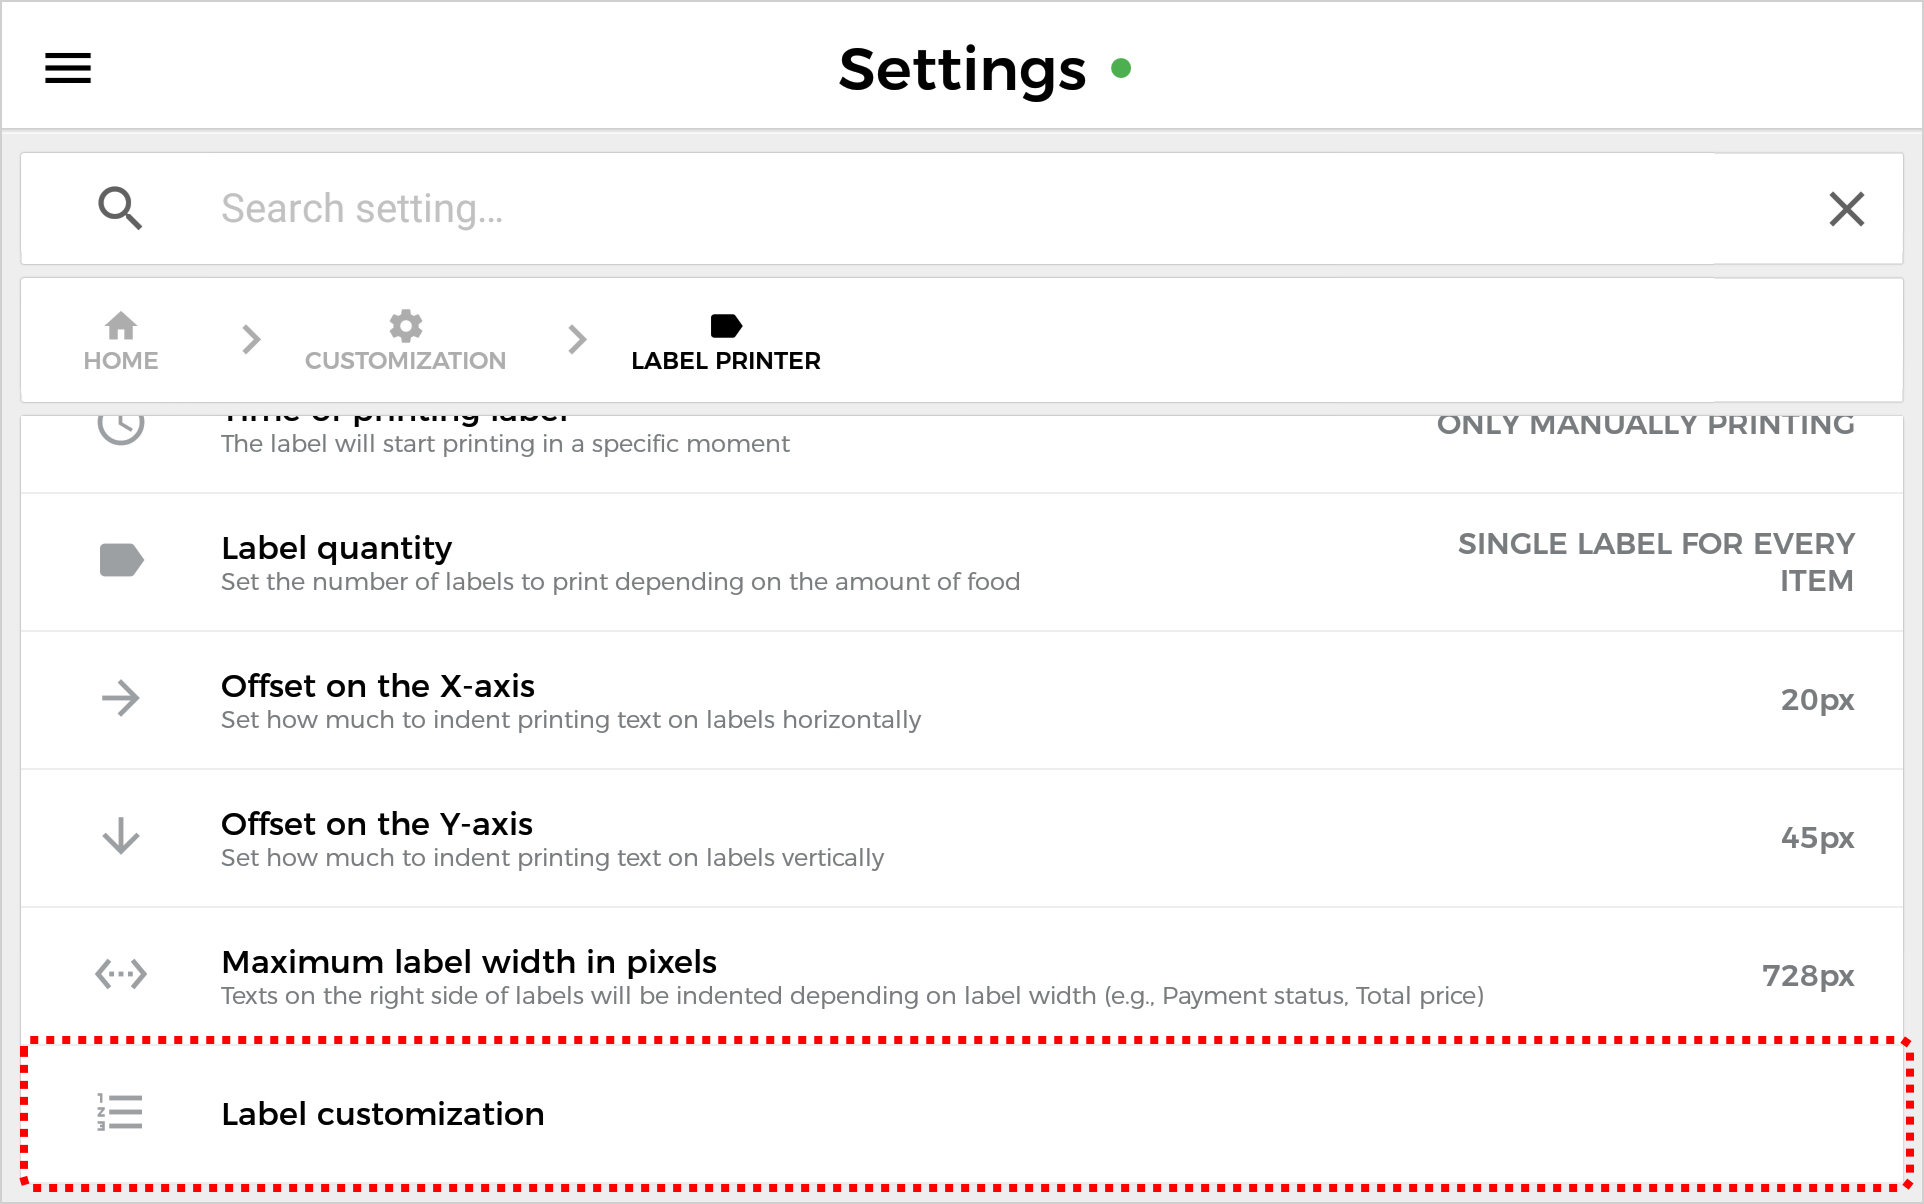 Settings
Search setting...
HOME
CUSTOMIZATION
LABEL PRINTER
Time of printing label
The label will start printing in a specific moment
ONLY MANUALLY PRINTING
Label quantity
Set the number of labels to print depending on the amount of food
SINGLE LABEL FOR EVERY
ITEM
Offset on the X-axis
Set how much to indent printing text on labels horizontally
20px
Offset on the Y-axis
Set how much to indent printing text on labels vertically
45px
Maximum label width in pixels
Texts on the right side of labels will be indented depending on label width (e.g., Payment status, Total price)
728px
Label customization